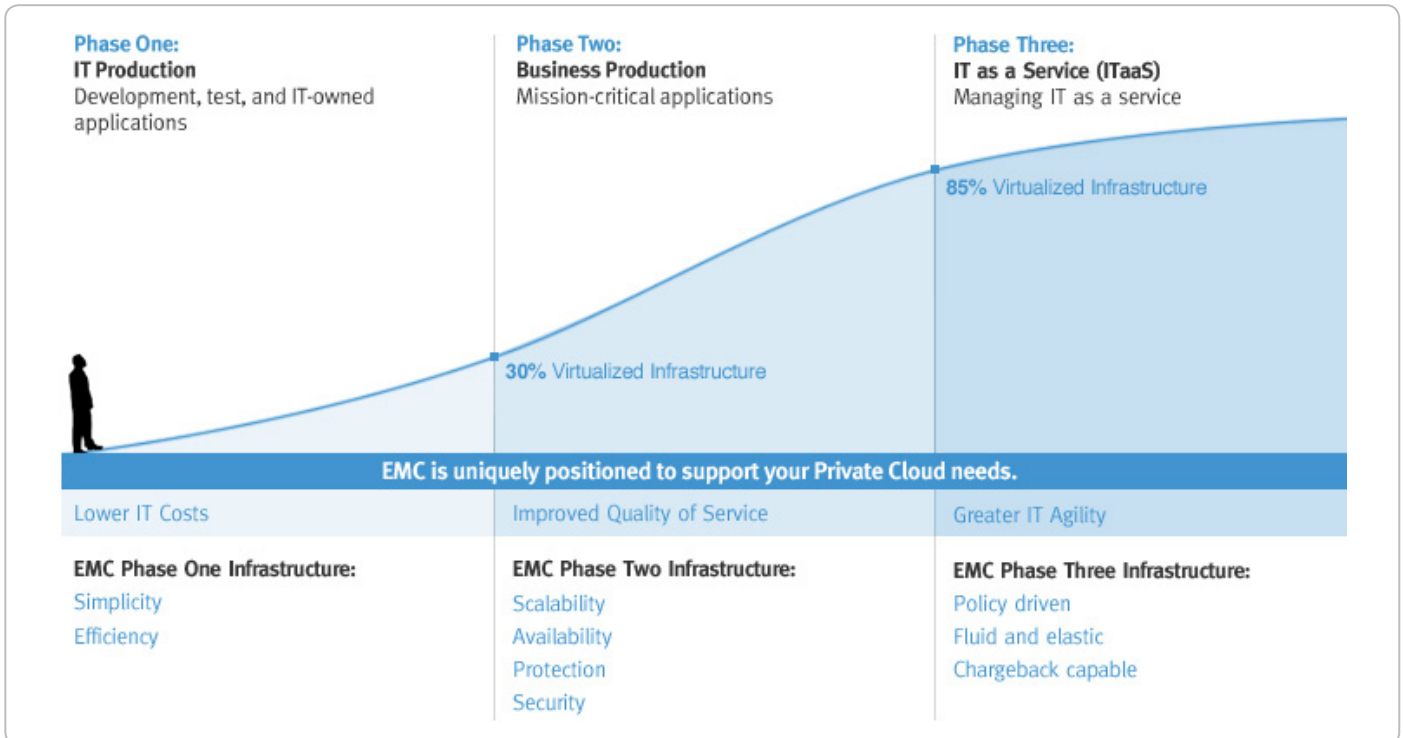 Phase One:
IT Production
Development, test, and IT-owned
applications
Phase Two:
Business Production
Mission-critical applications
Phase Three:
IT as a Service (ITaaS)
Managing IT as a service
85% Virtualized Infrastructure
30% Virtualized Infrastructure
EMC is uniquely positioned to support your Private Cloud needs.
Lower IT Costs
Improved Quality of Service
Greater IT Agility
EMC Phase One Infrastructure:
Simplicity
Efficiency
EMC Phase Two Infrastructure:
Scalability
Availability
Protection
Security
EMC Phase Three Infrastructure:
Policy driven
Fluid and elastic
Chargeback capable